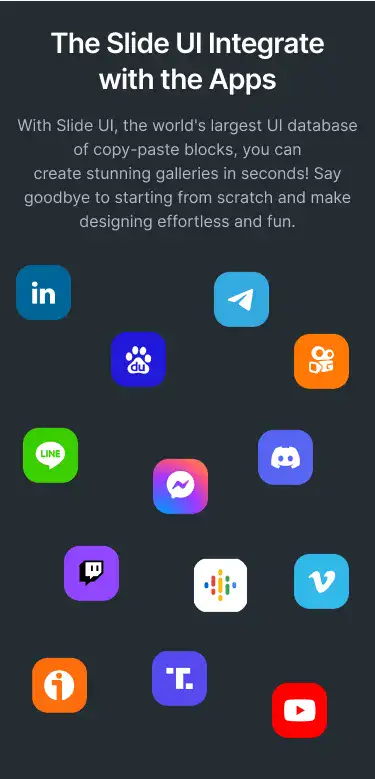 The Slide UI Integrate
with the Apps
With Slide UI, the world's largest UI database
of copy-paste blocks, you can
create stunning galleries in seconds! Say
goodbye to starting from scratch and make
designing effortless and fun.
in
du
LINE
T.